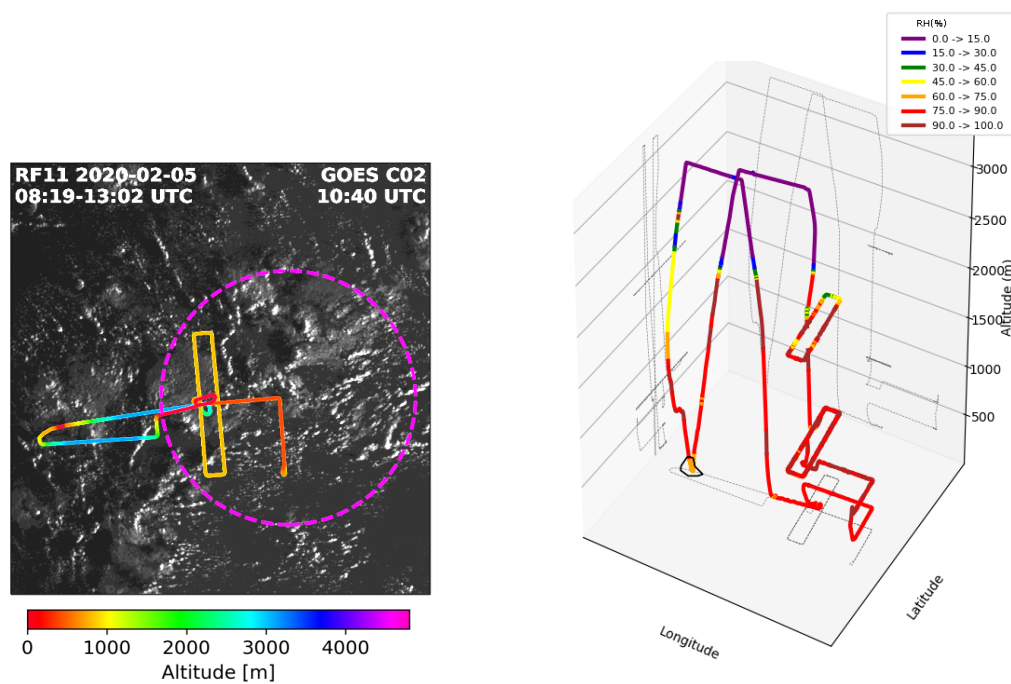 RF11 2020-02-05
08:19-13:02 UTC
GOES C02
10:40 UTC
0
1000
2000
3000
4000
Altitude [m]
RH(%)
0.0 -> 15.0
15.0 -> 30.0
30.0 -> 45.0
45.0 -> 60.0
60.0 -> 75.0
75.0 -> 90.0
90.0 -> 100.0
3000
2500
2000
1500
1000
500
Altitude (m)
Latitude
Longitude